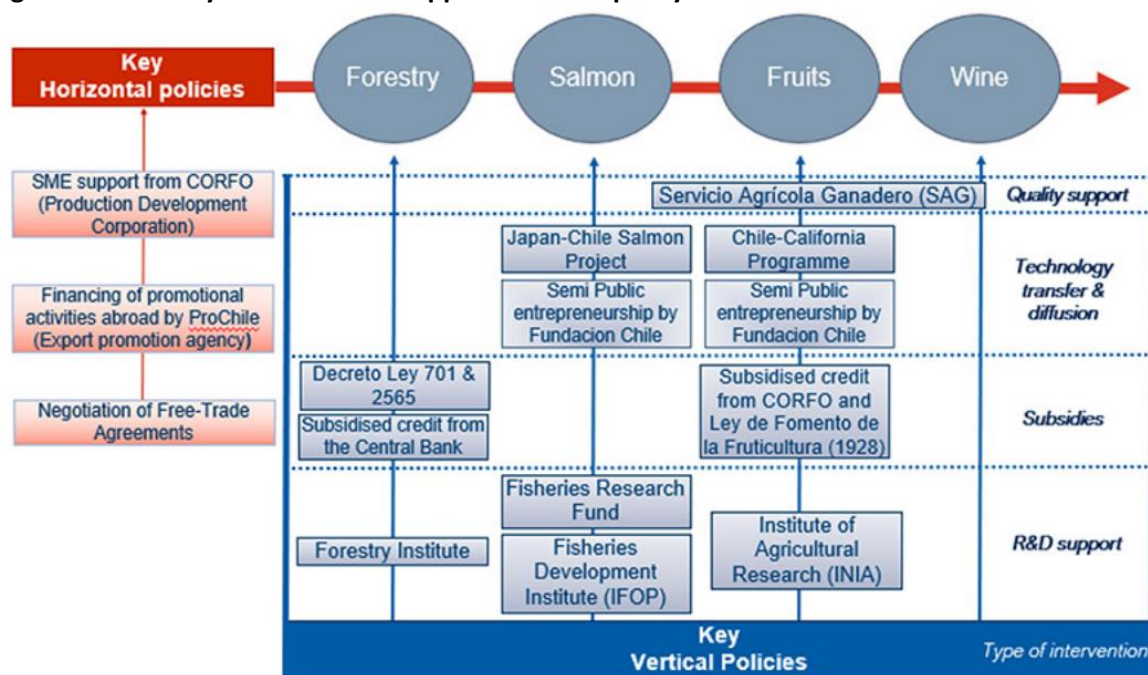 Key
Horizontal policies
Forestry
Salmon
Fruits
Wine
SME support from CORFO
(Production Development
Corporation)
Financing of promotional
activities abroad by ProChile
(Export promotion agency)
Negotiation of Free-Trade
Agreements
Servicio Agrícola Ganadero (SAG)
Quality support
Japan-Chile Salmon
Project
Chile-California
Programme
Semi Public
entrepreneurship by
Fundacion Chile
Semi Public
entrepreneurship by
Fundacion Chile
Technology
transfer &
diffusion
Decreto Ley 701 &
2565
Subsidised credit from
the Central Bank
Subsidised credit
from CORFO and
Ley de Fomento de
la Fruticultura (1928)
Subsidies
Fisheries Research
Fund
Forestry Institute
Fisheries
Development
Institute (IFOP)
Institute of
Agricultural
Research (INIA)
R&D support
Key
Vertical Policies
Type of intervention